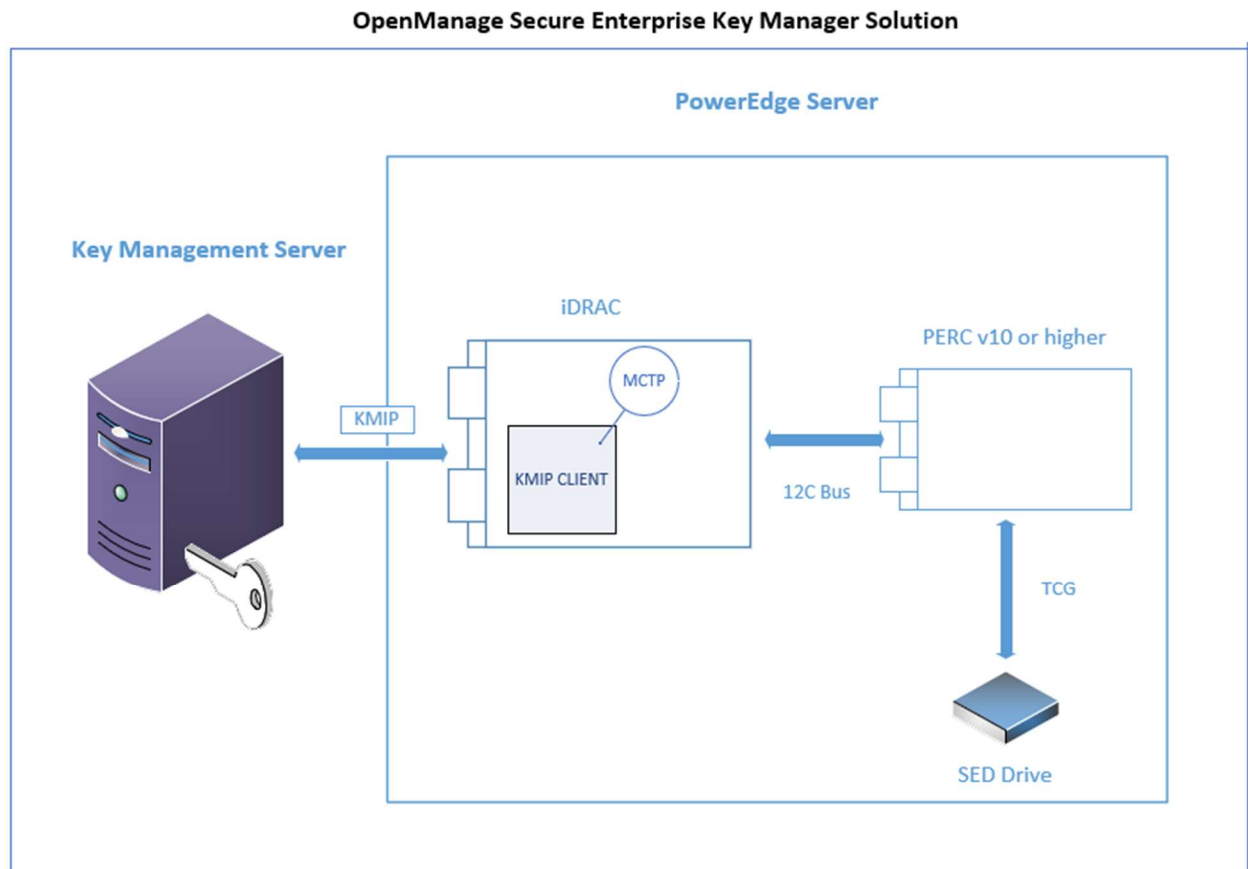 OpenManage Secure Enterprise Key Manager Solution
PowerEdge Server
Key Management Server
iDRAC
PERC v10 or higher
MCTP
KMIP
KMIP CLIENT
12C Bus
TCG
SED Drive